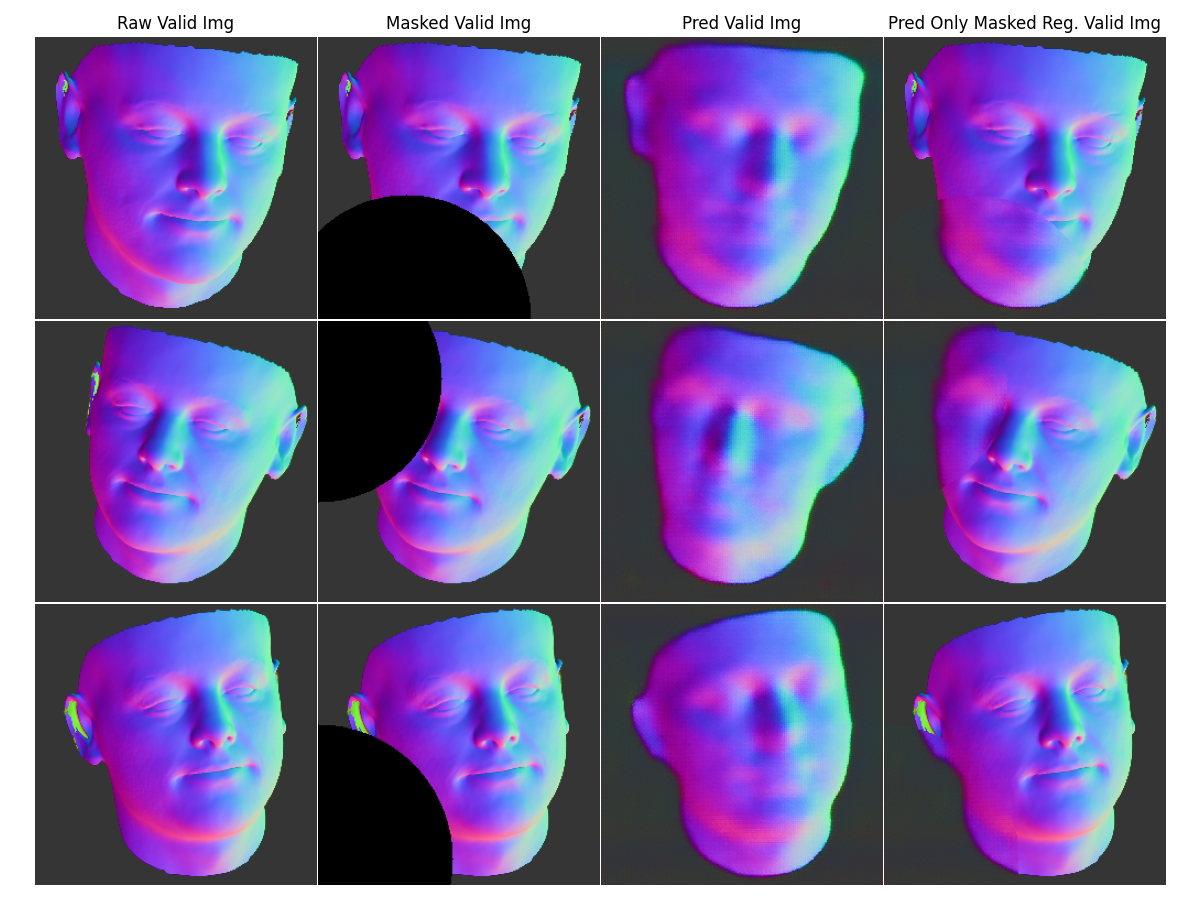 Raw Valid Img
Masked Valid Img
Pred Valid Img
Pred Only Masked Reg. Valid Img